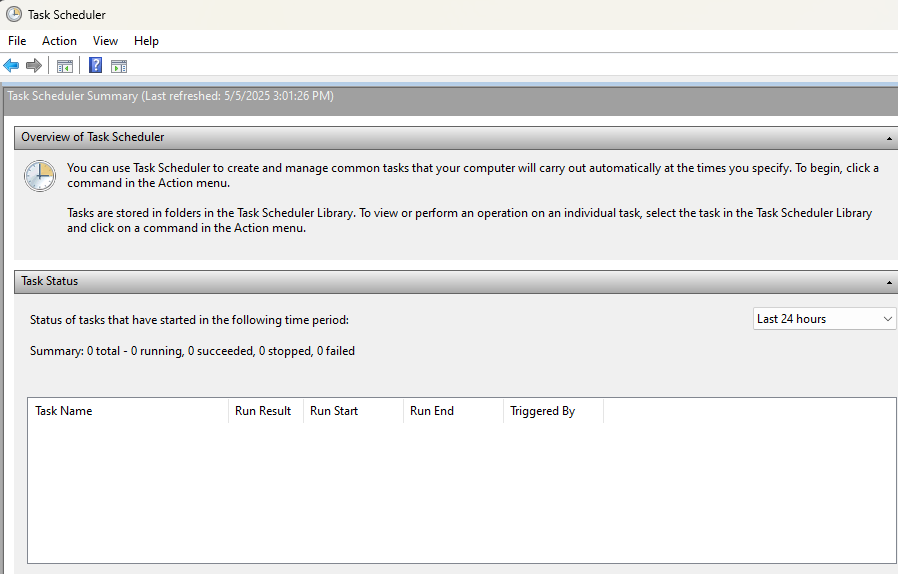 Task Scheduler
File Action View Help
Task Scheduler Summary (Last refreshed: 5/5/2025 3:01:26 PM)
Overview of Task Scheduler
You can use Task Scheduler to create and manage common tasks that your computer will carry out automatically at the times you specify. To begin, click a
command in the Action menu.
Tasks are stored in folders in the Task Scheduler Library. To view or perform an operation on an individual task, select the task in the Task Scheduler Library
and click on a command in the Action menu.
Task Status
Status of tasks that have started in the following time period:
Last 24 hours
Summary: 0 total - 0 running, 0 succeeded, 0 stopped, 0 failed
Task Name Run Result Run Start Run End Triggered By